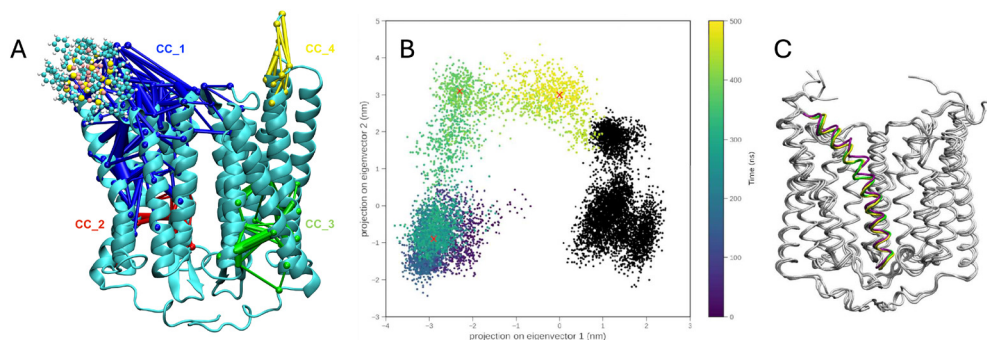 A
CC_1
CC_4
CC_2
CC_3
B
5
4
3
2
1
0
−1
−2
−3
projection on eigenvector 2 (nm)
−4
−3
−2
−1
0
1
2
3
projection on eigenvector 1 (nm)
500
400
300
200
100
0
Time (ns)
C